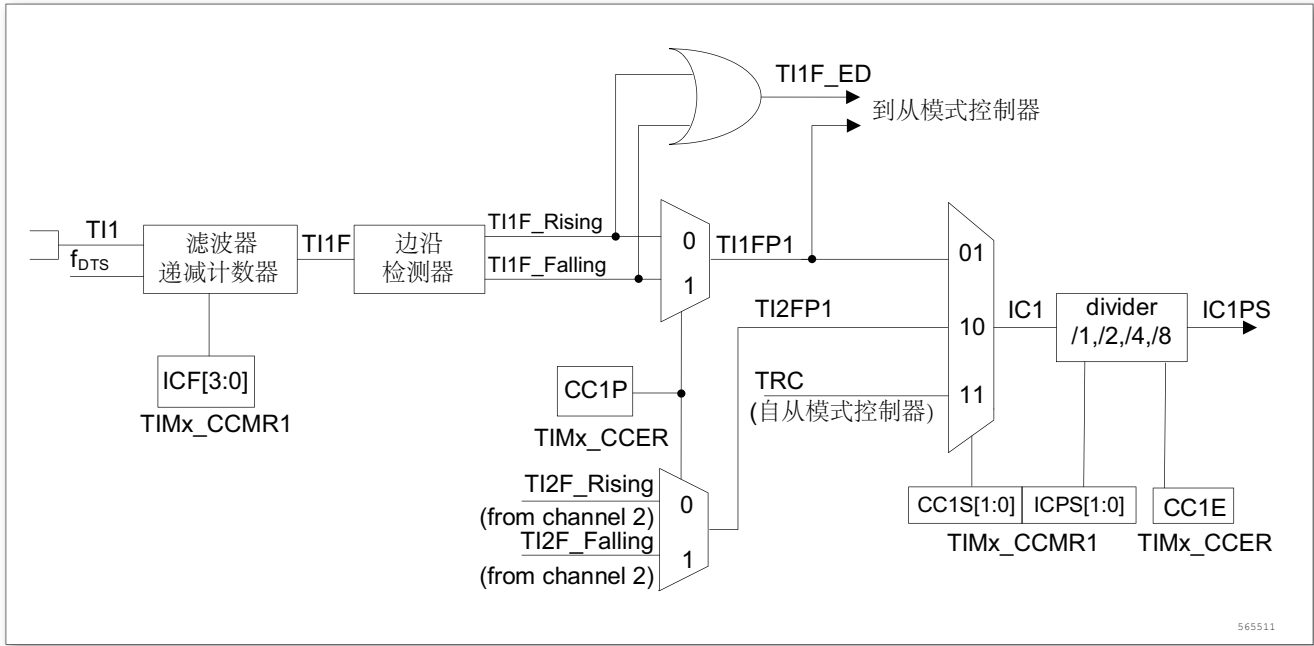 TI1F_ED
到从模式控制器
TI1
f_DTS
滤波器
递减计数器
TI1F
边沿
检测器
TI1F_Rising
TI1F_Falling
0
1
TI1FP1
01
TI2FP1
10
IC1
divider
/1,/2,/4,/8
IC1PS
TRC
(自从模式控制器)
11
ICF[3:0]
TIMx_CCMR1
CC1P
TIMx_CCER
TI2F_Rising
(from channel 2)
TI2F_Falling
(from channel 2)
0
1
CC1S[1:0]
ICPS[1:0]
TIMx_CCMR1
CC1E
TIMx_CCER
565511